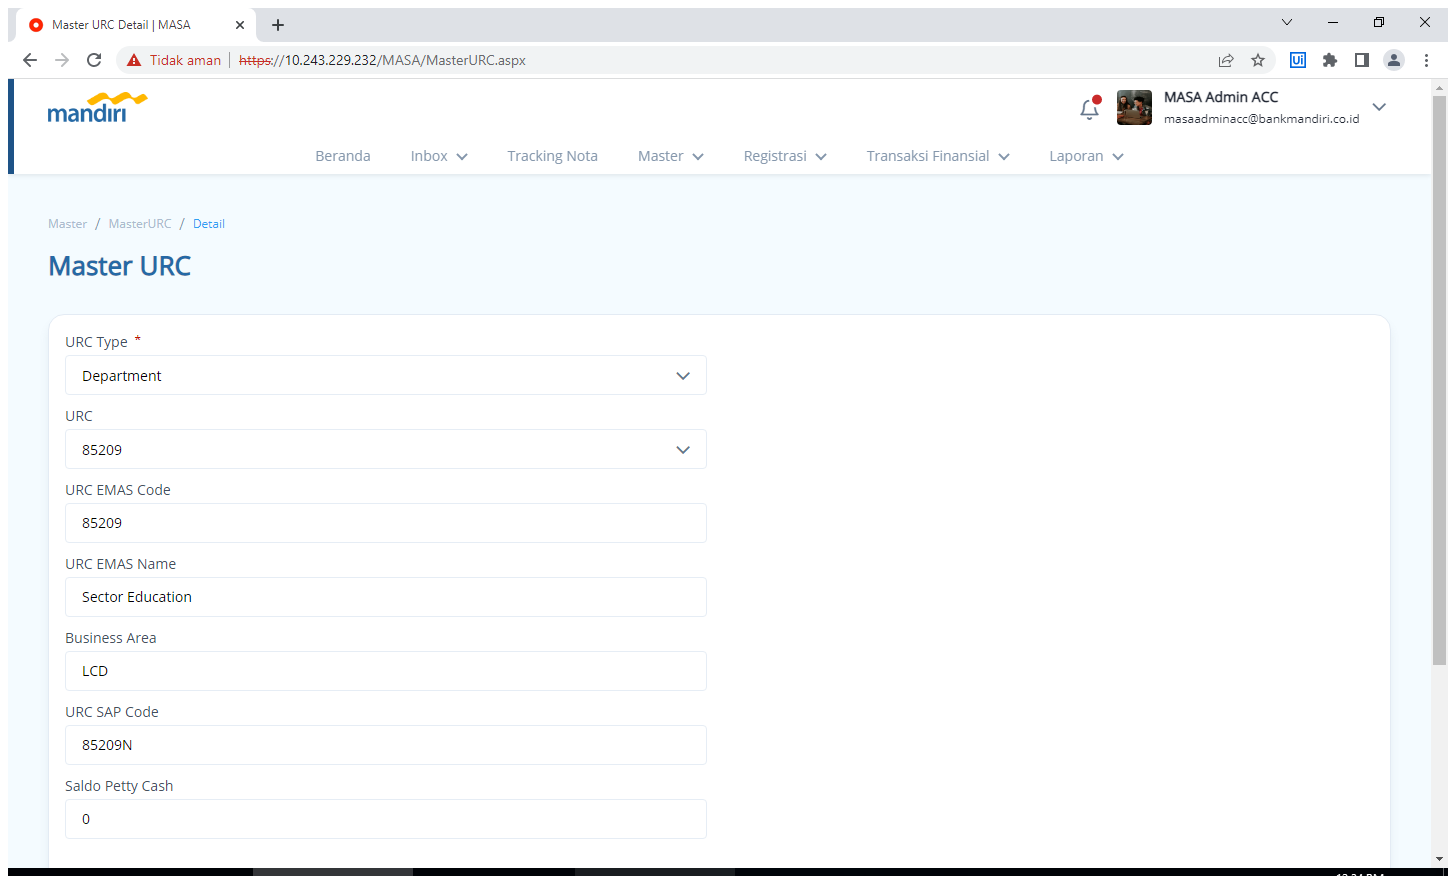 Master URC Detail | MASA
Tidak aman https://10.243.229.232/MASA/MasterURC.aspx
Ui
mandiri
MASA Admin ACC
masaadminacc@bankmandiri.co.id
Beranda Inbox Tracking Nota Master Registrasi Transaksi Finansial Laporan
Master / MasterURC / Detail
Master URC
URC Type *
Department
URC
85209
URC EMAS Code
85209
URC EMAS Name
Sector Education
Business Area
LCD
URC SAP Code
85209N
Saldo Petty Cash
0